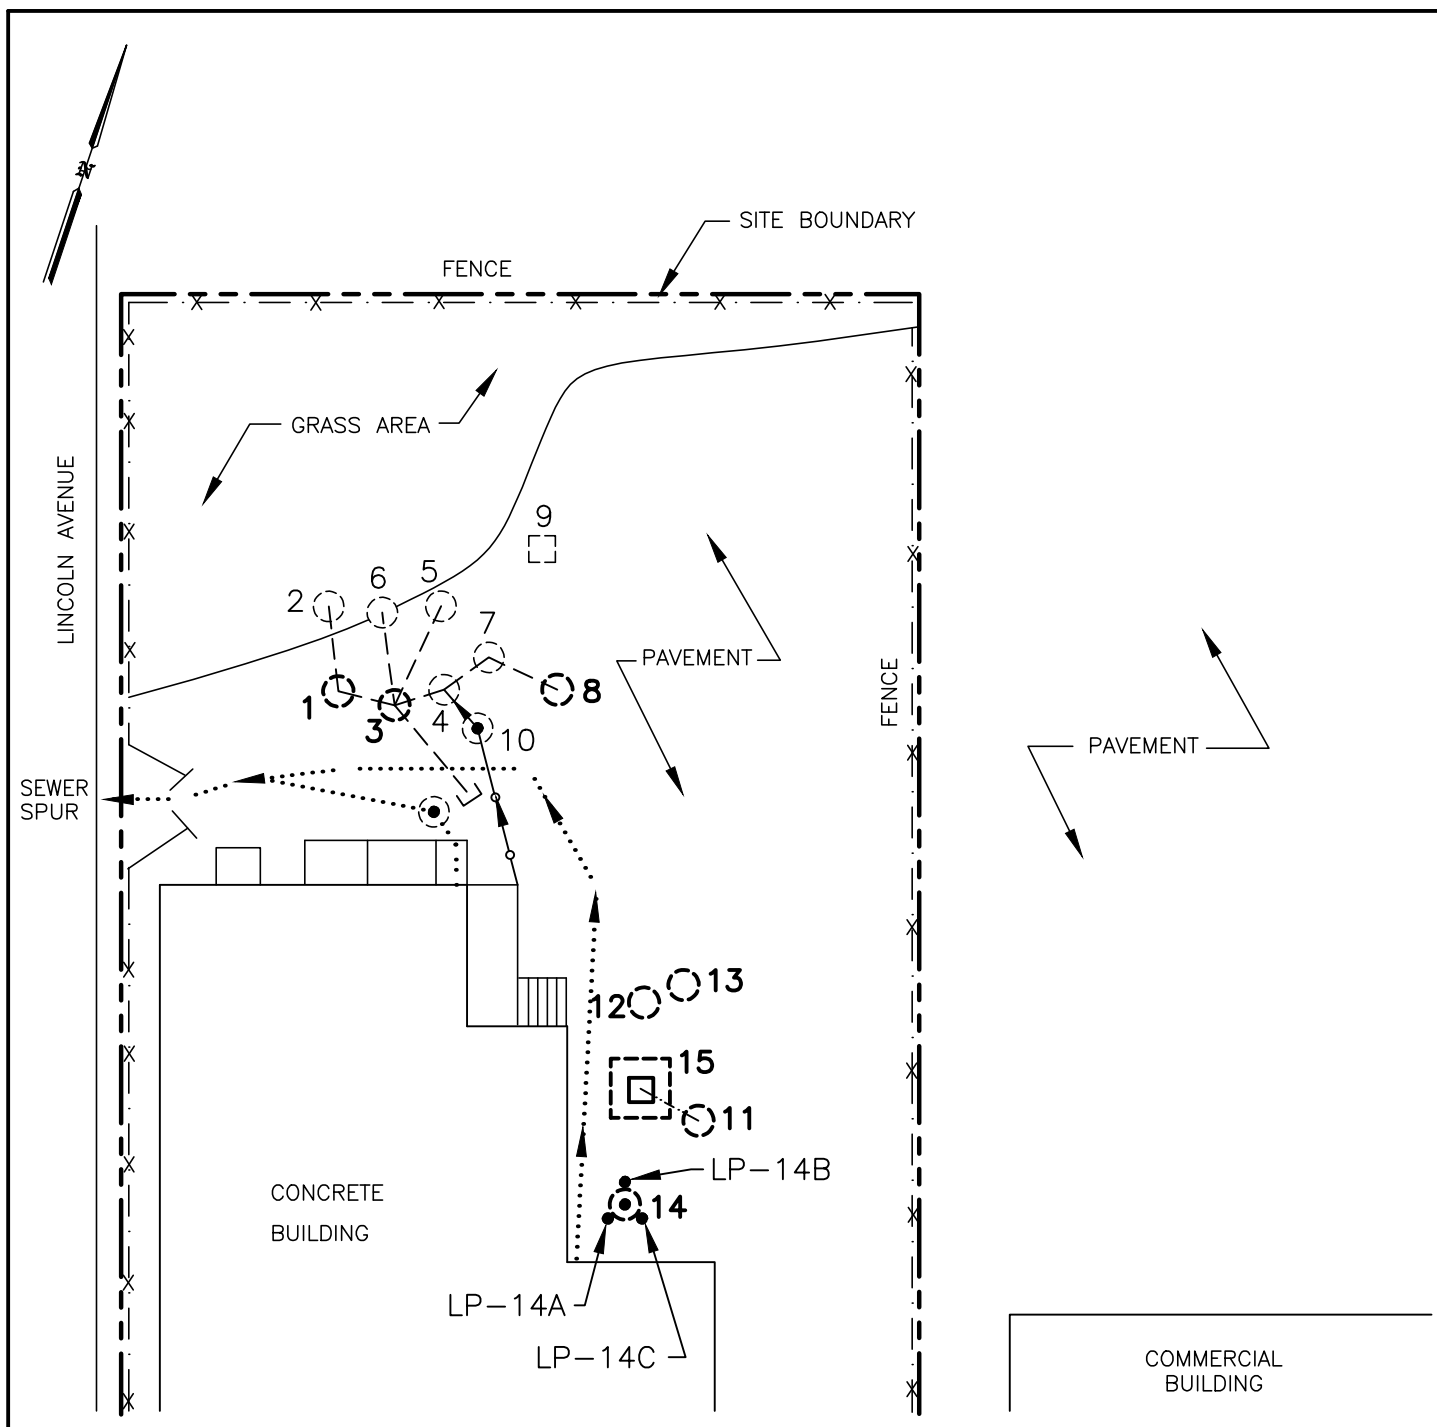 N
SITE BOUNDARY
FENCE
GRASS AREA
LINCOLN AVENUE
9
2
6
5
7
PAVEMENT
FENCE
1
3
4
8
10
PAVEMENT
SEWER
SPUR
13
12
15
11
LP-14B
14
CONCRETE
BUILDING
LP-14A
LP-14C
COMMERCIAL
BUILDING